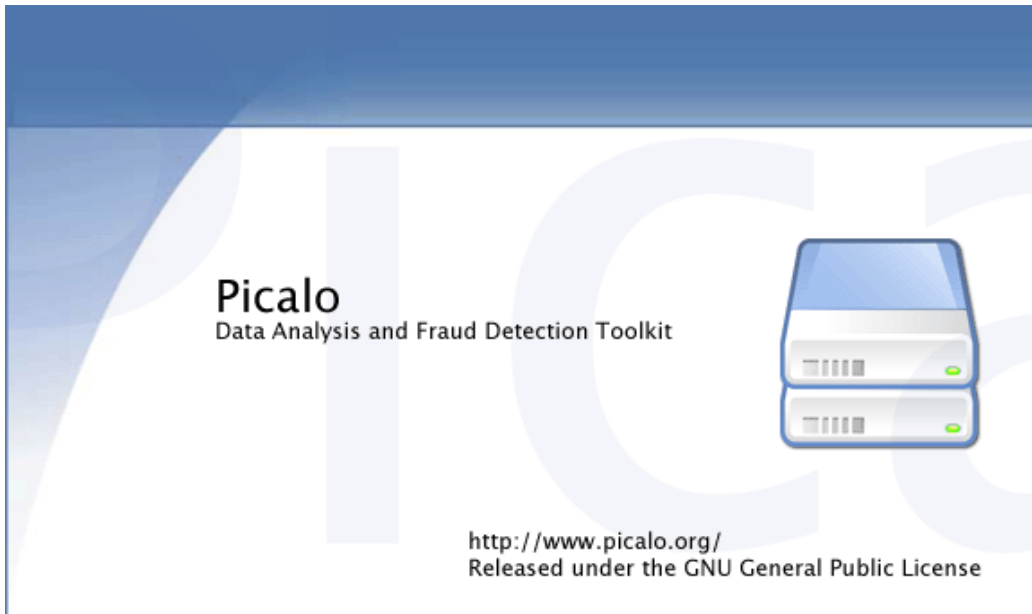 Picalo
Data Analysis and Fraud Detection Toolkit
http://www.picalo.org/
Released under the GNU General Public License